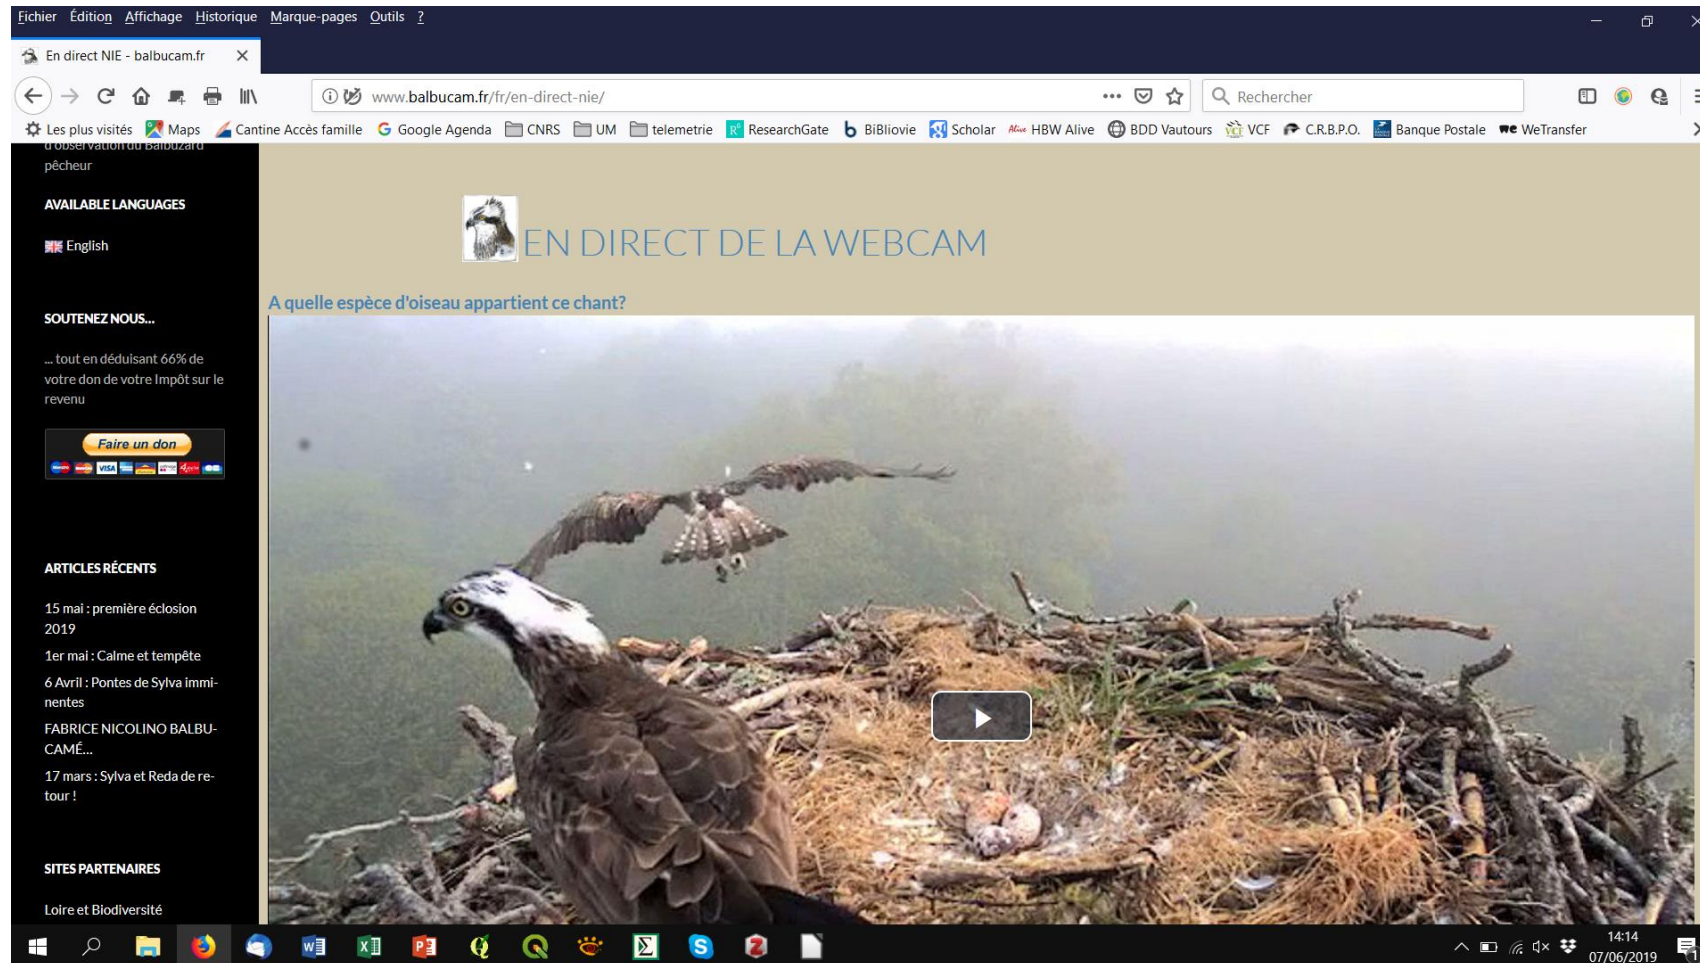 Fichier Édition Affichage Historique Marque-pages Outils ?
En direct NIE - balbucam.fr
www.balbucam.fr/fr/en-direct-nie/
Rechercher
Les plus visités Maps Cantine Accès famille Google Agenda CNRS UM telemetrie ResearchGate BiBliovie Scholar HBW Alive BDD Vautours VCF C.R.B.P.O. Banque Postale WeTransfer
d'observation du Balbuzard
pêcheur
AVAILABLE LANGUAGES
English
SOUTENEZ NOUS...
... tout en déduisant 66% de
votre don de votre Impôt sur le
revenu
Faire un don
VISA
ARTICLES RÉCENTS
15 mai : première éclosion
2019
1er mai : Calme et tempête
6 Avril : Pontes de Sylva immi-
nentes
FABRICE NICOLINO BALBU-
CAMÉ...
17 mars : Sylva et Reda de re-
tour !
SITES PARTENAIRES
Loire et Biodiversité
EN DIRECT DE LA WEBCAM
A quelle espèce d'oiseau appartient ce chant?
14:14
07/06/2019